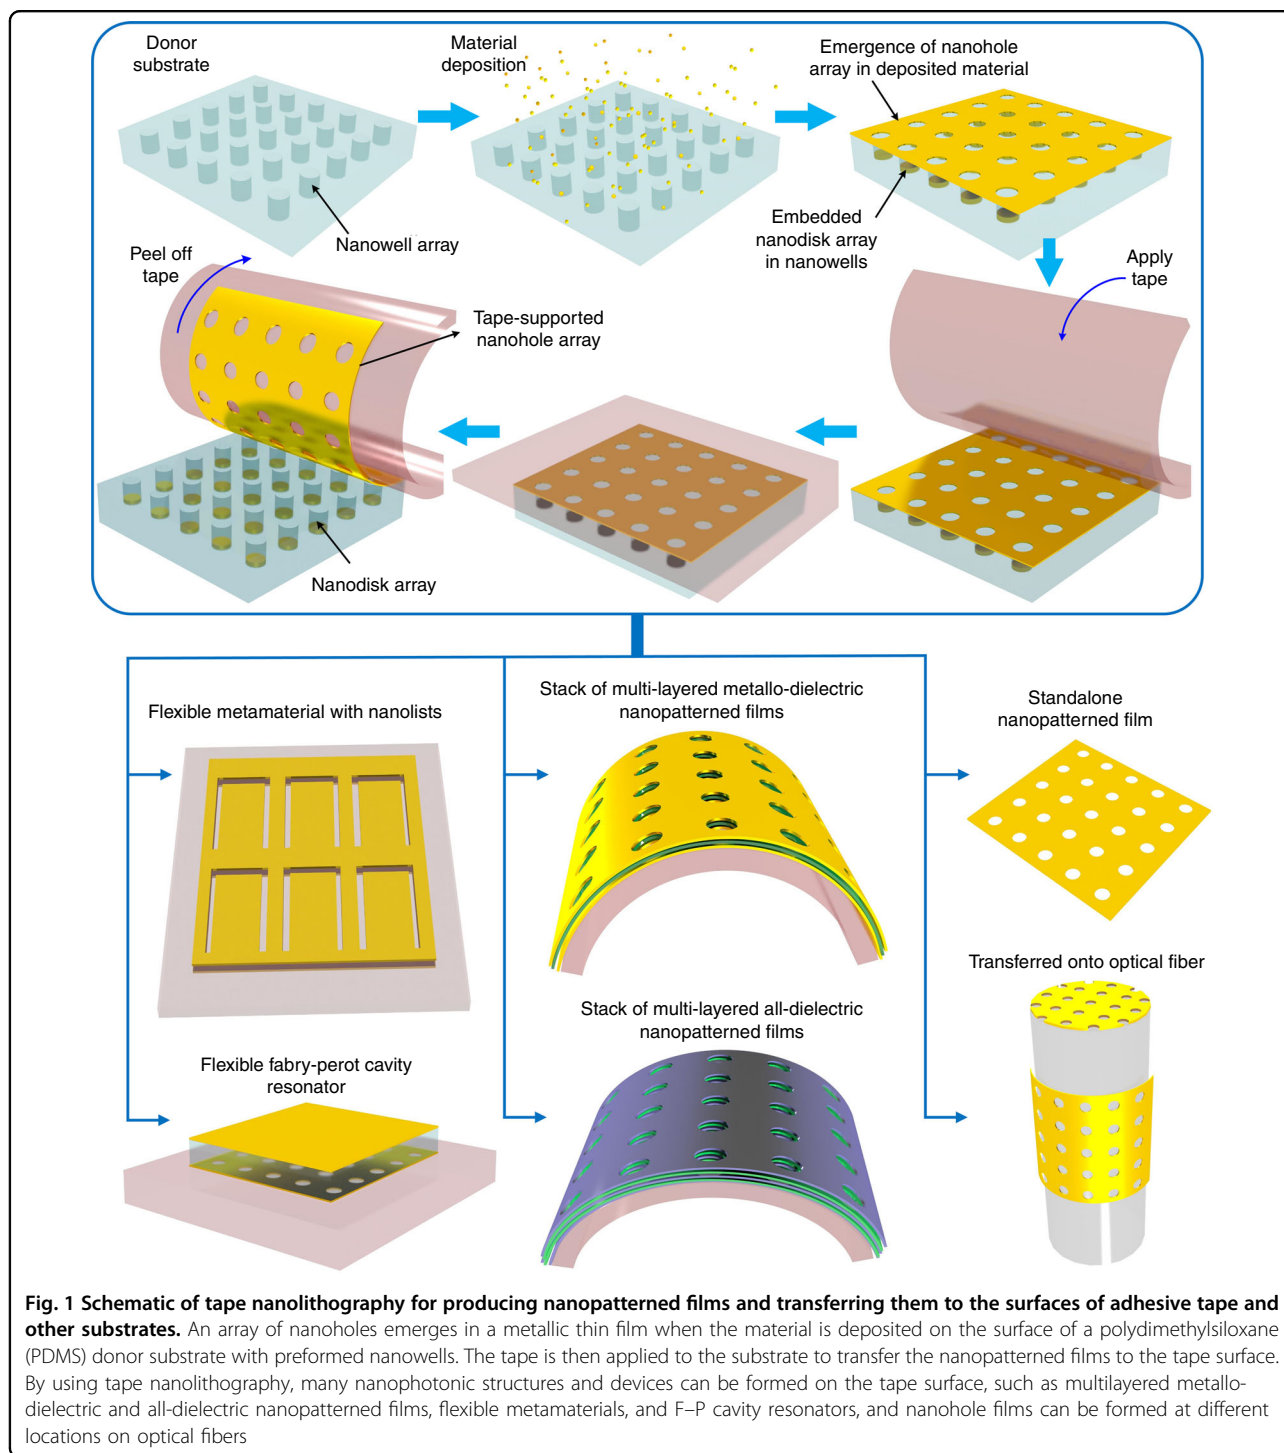 Donor
substrate
Material
deposition
Emergence of nanohole
array in deposited material
Nanowell array
Embedded
nanodisk array
in nanowells
Peel off
tape
Apply
tape
Tape-supported
nanohole array
Nanodisk array
Flexible metamaterial with nanolists
Stack of multi-layered metallo-dielectric
nanopatterned films
Standalone
nanopatterned film
Transferred onto optical fiber
Stack of multi-layered all-dielectric
nanopatterned films
Flexible fabry-perot cavity
resonator
Fig. 1 Schematic of tape nanolithography for producing nanopatterned films and transferring them to the surfaces of adhesive tape and
other substrates. An array of nanoholes emerges in a metallic thin film when the material is deposited on the surface of a polydimethylsiloxane
(PDMS) donor substrate with preformed nanowells. The tape is then applied to the substrate to transfer the nanopatterned films to the tape surface.
By using tape nanolithography, many nanophotonic structures and devices can be formed on the tape surface, such as multilayered metallo-
dielectric and all-dielectric nanopatterned films, flexible metamaterials, and F–P cavity resonators, and nanohole films can be formed at different
locations on optical fibers